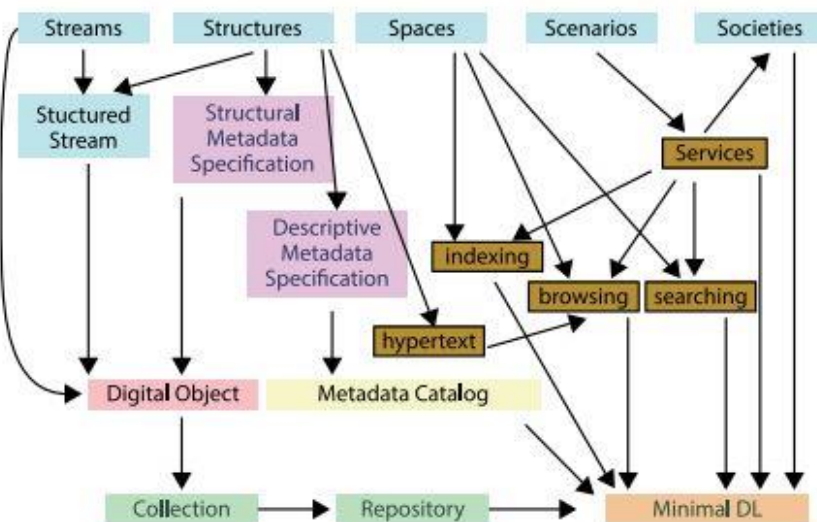 Streams
Structures
Spaces
Scenarios
Societies
Stuctured
Stream
Structural
Metadata
Specification
Services
Descriptive
Metadata
Specification
indexing
browsing
searching
hypertext
Digital Object
Metadata Catalog
Collection
Repository
Minimal DL